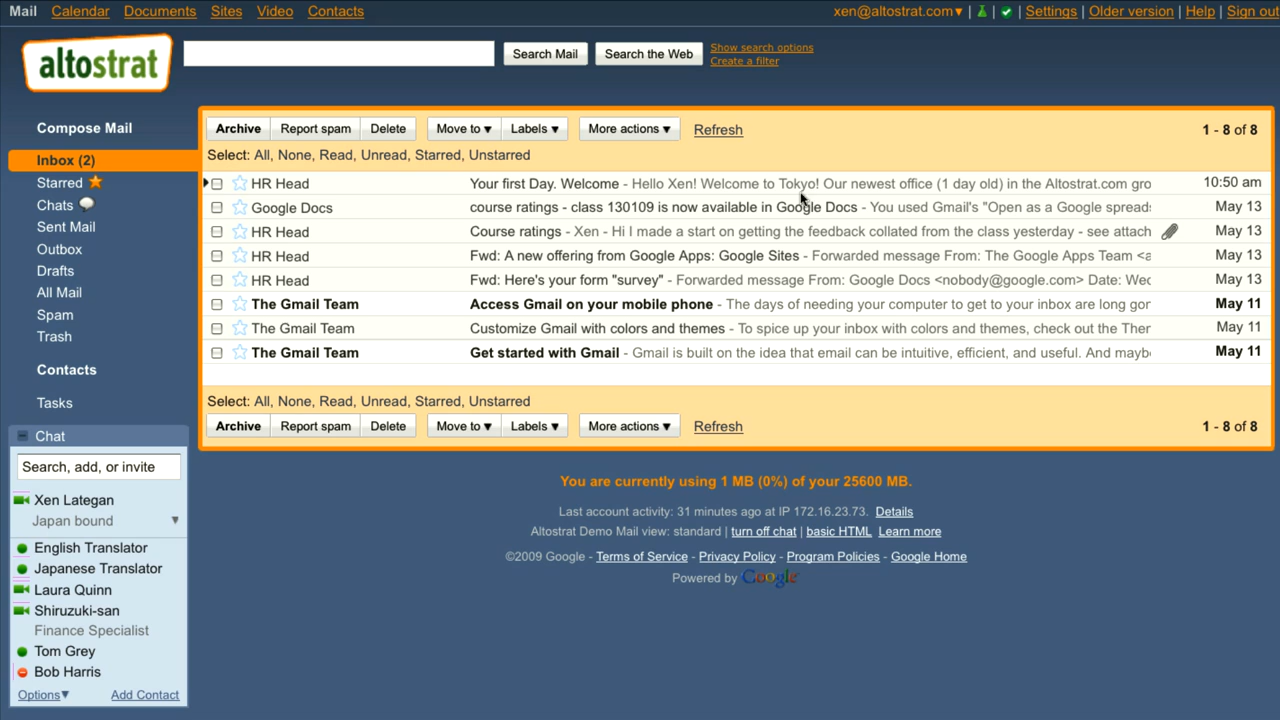 Mail Calendar Documents Sites Video Contacts xen@altostrat.com▼ | | | Settings | Older version | Help | Sign out
altostrat
Search Mail Search the Web Show search options
Create a filter
Compose Mail
Inbox (2)
Starred
Chats
Sent Mail
Outbox
Drafts
All Mail
Spam
Trash
Contacts
Tasks
Chat
Search, add, or invite
Xen Lategan
Japan bound ▼
English Translator
Japanese Translator
Laura Quinn
Shiruzuki-san
Finance Specialist
Tom Grey
Bob Harris
Options▼ Add Contact
Archive Report spam Delete Move to ▼ Labels ▼ More actions ▼ Refresh 1 - 8 of 8
Select: All, None, Read, Unread, Starred, Unstarred
HR Head Your first Day. Welcome - Hello Xen! Welcome to Tokyo! Our newest office (1 day old) in the Altostrat.com gro 10:50 am
Google Docs course ratings - class 130109 is now available in Google Docs - You used Gmail's "Open as a Google spreads May 13
HR Head Course ratings - Xen - Hi I made a start on getting the feedback collated from the class yesterday - see attach May 13
HR Head Fwd: A new offering from Google Apps: Google Sites - Forwarded message From: The Google Apps Team <a May 13
HR Head Fwd: Here's your form "survey" - Forwarded message From: Google Docs <nobody@google.com> Date: Wed May 13
The Gmail Team Access Gmail on your mobile phone - The days of needing your computer to get to your inbox are long gon May 11
The Gmail Team Customize Gmail with colors and themes - To spice up your inbox with colors and themes, check out the Ther May 11
The Gmail Team Get started with Gmail - Gmail is built on the idea that email can be intuitive, efficient, and useful. And mayb May 11
Select: All, None, Read, Unread, Starred, Unstarred
Archive Report spam Delete Move to ▼ Labels ▼ More actions ▼ Refresh 1 - 8 of 8
You are currently using 1 MB (0%) of your 25600 MB.
Last account activity: 31 minutes ago at IP 172.16.23.73. Details
Altostrat Demo Mail view: standard | turn off chat | basic HTML Learn more
©2009 Google - Terms of Service - Privacy Policy - Program Policies - Google Home
Powered by Google